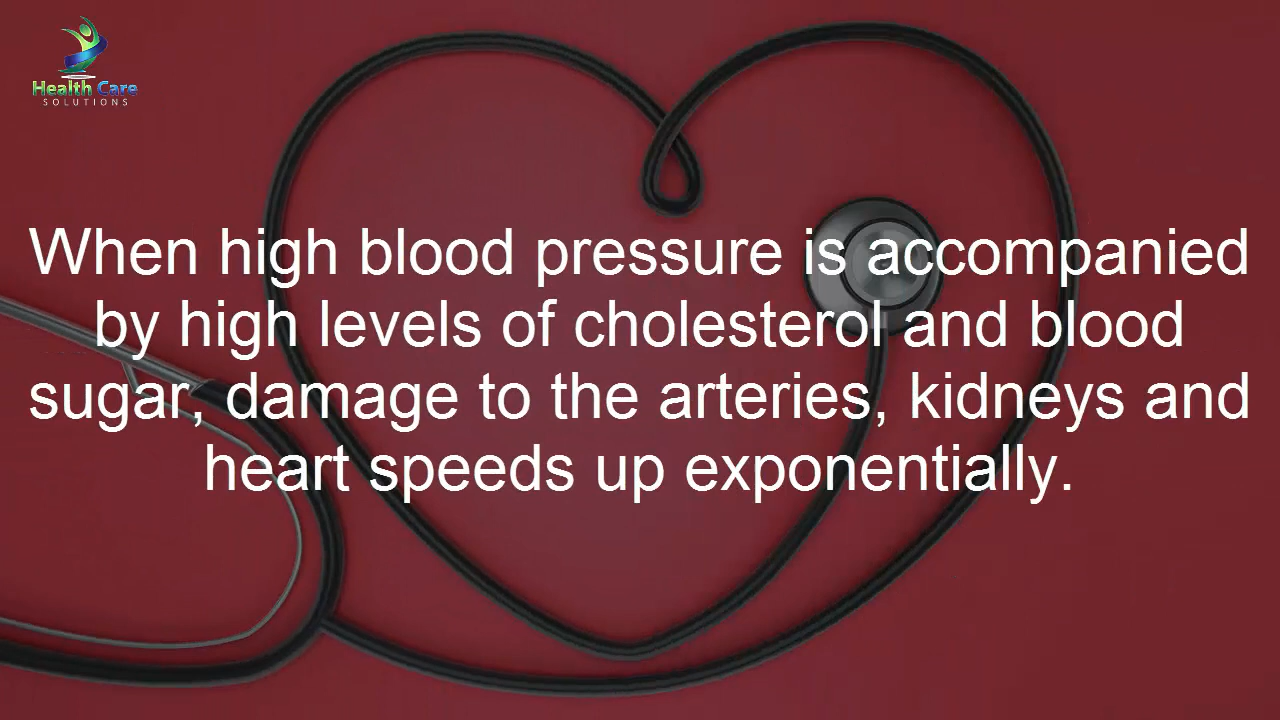 Health Care
SOLUTIONS
When high blood pressure is accompanied
by high levels of cholesterol and blood
sugar, damage to the arteries, kidneys and
heart speeds up exponentially.